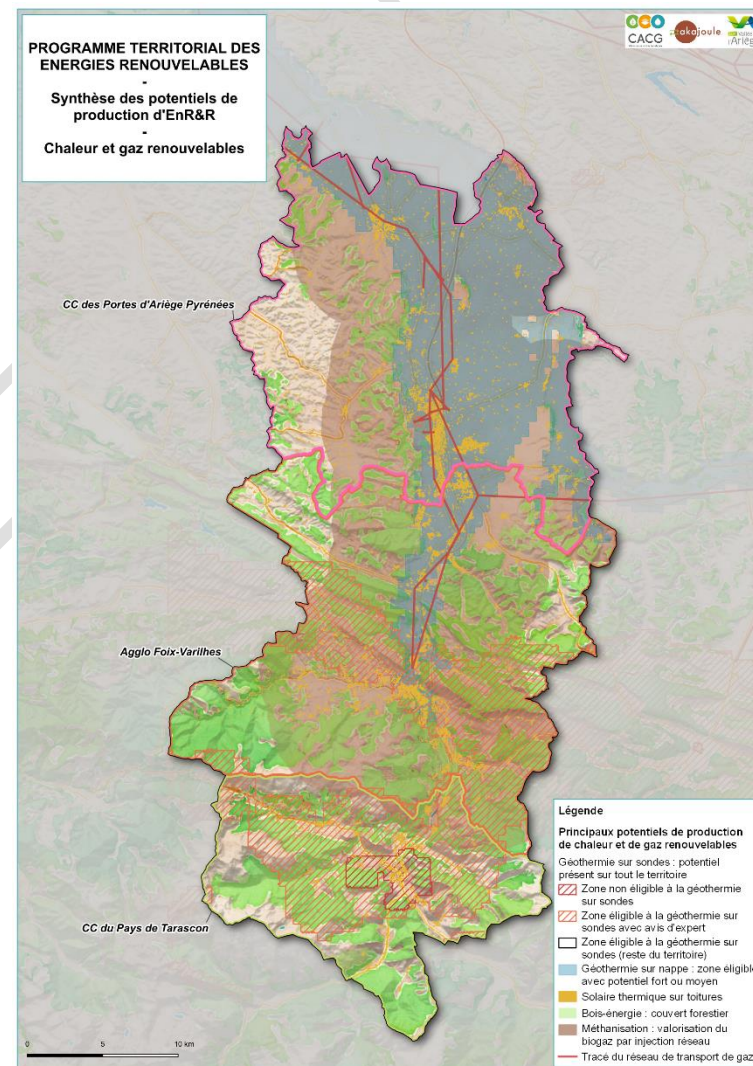 PROGRAMME TERRITORIAL DES
ENERGIES RENOUVELABLES
-
Synthèse des potentiels de
production d'EnR&R
-
Chaleur et gaz renouvelables
CACG
akajoule
CC des Portes d'Ariège Pyrénées
Agglo Foix-Varilhes
CC du Pays de Tarascon
Légende
Principaux potentiels de production
de chaleur et de gaz renouvelables
Géothermie sur sondes : potentiel
présent sur tout le territoire
Zone non éligible à la géothermie
sur sondes
Zone éligible à la géothermie sur
sondes avec avis d'expert
Zone éligible à la géothermie sur
sondes (reste du territoire)
Géothermie sur nappe : zone éligible
avec potentiel fort ou moyen
Solaire thermique sur toitures
Bois-énergie : couvert forestier
Méthanisation : valorisation du
biogaz par injection réseau
Tracé du réseau de transport de gaz
0 5 10 km